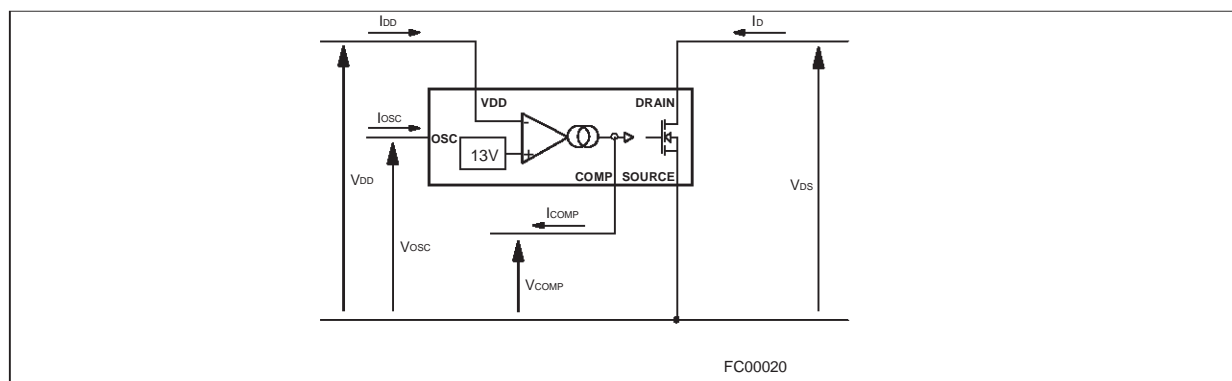 IDD
ID
VDD
DRAIN
IOSC
OSC
-
13V
+
COMP
SOURCE
VDD
VDS
ICOMP
VOSC
VCOMP
FC00020